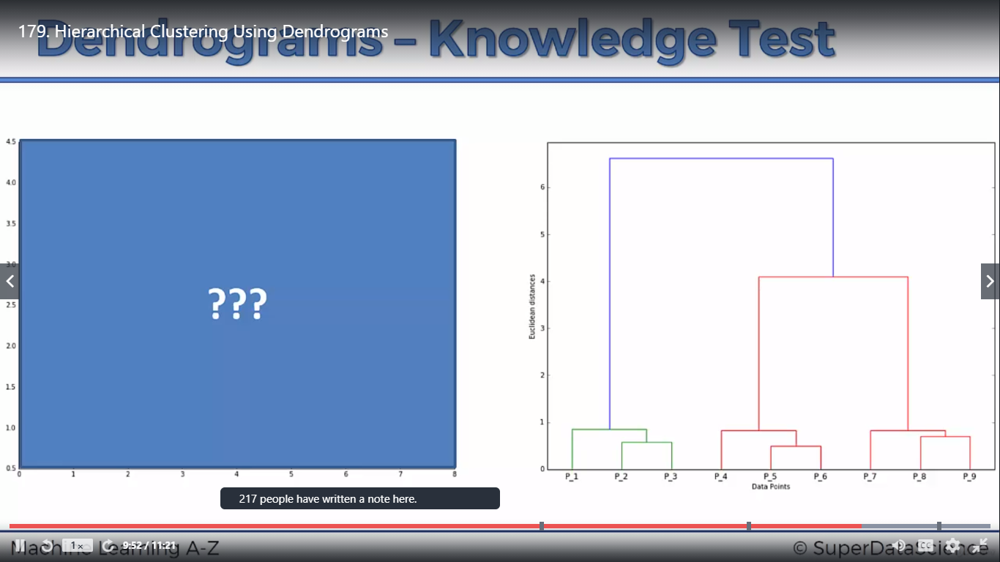 179. Hierarchical Clustering Using Dendrograms
Dendrograms – Knowledge Test
4.5
4.0
3.5
3.0
2.5
2.0
1.5
1.0
0.5
???
0 1 2 3 4 5 6 7 8
Euclidean distances
6
5
4
3
2
1
0
P_1 P_2 P_3 P_4 P_5 P_6 P_7 P_8 P_9
Data Points
217 people have written a note here.
1x
9:52 / 11:21
CC
Machine Learning A-Z
© SuperDataScience